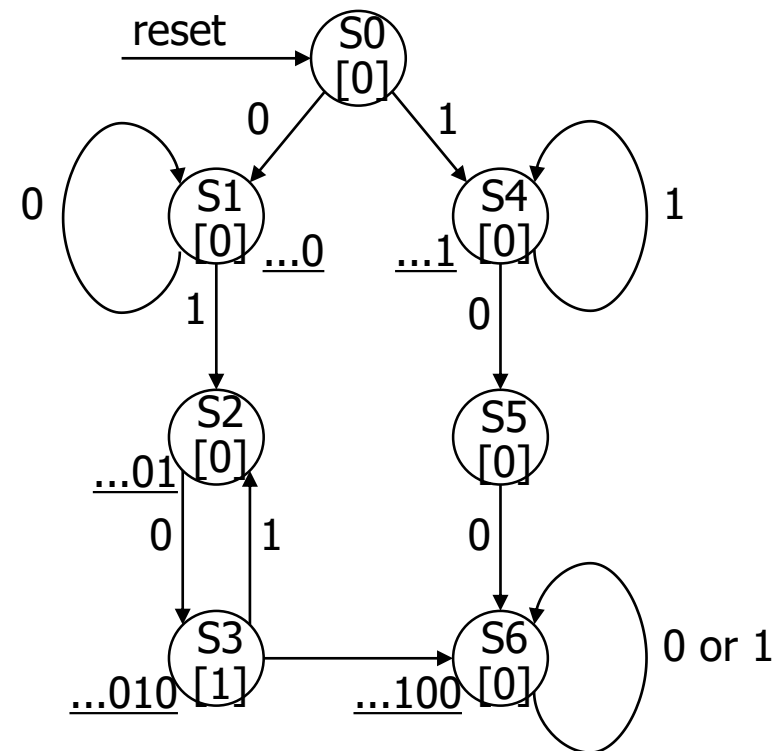 reset
S0
[0]
0
1
0
S1
[0]
...0
...1
S4
[0]
1
1
0
S2
[0]
...01
S5
[0]
0
1
0
S3
[1]
...010
...100
S6
[0]
0 or 1